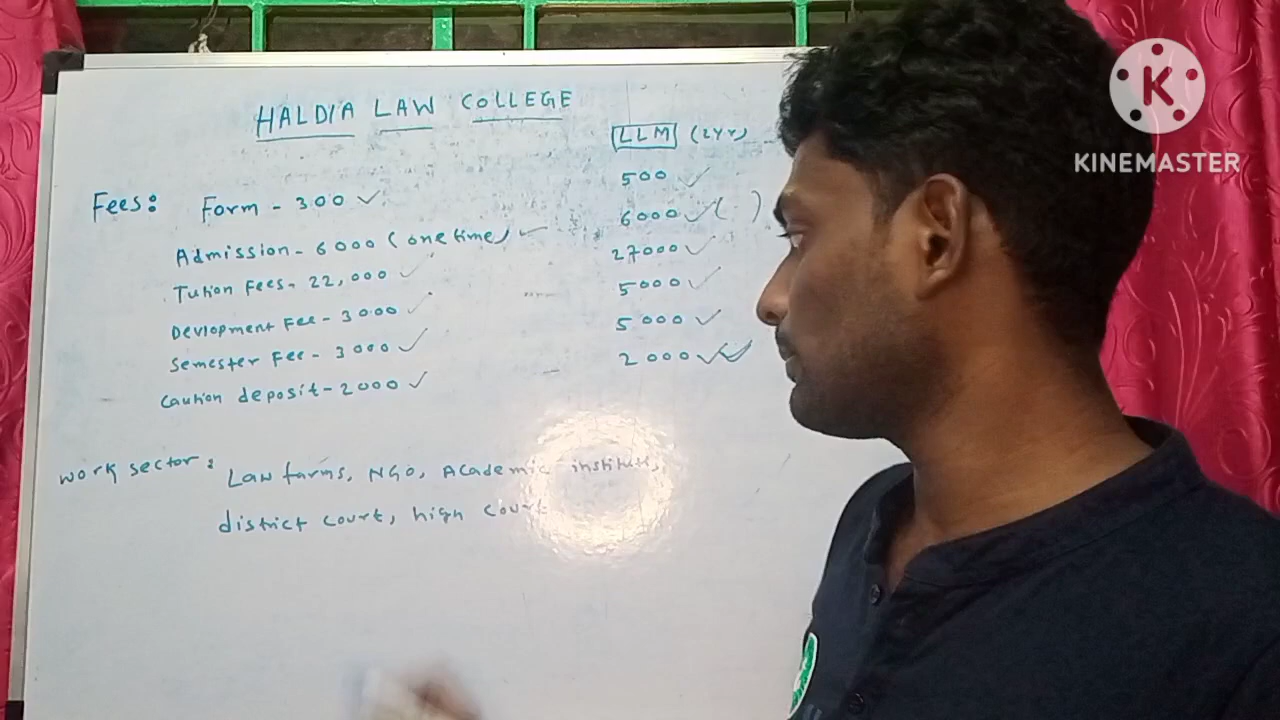 HALDIA LAW COLLEGE
LLM (2yr)
Fees: Form - 300 ✓
500 ✓
Admission - 6000 (one time) ✓
6000 ✓ ( )
Tution Fees - 22,000 ✓
27000 ✓
Devlopment Fee - 3000 ✓
5000 ✓
Semester Fee - 3000 ✓
5000 ✓
Caution deposit - 2000 ✓
2000 ✓✓
Work sector: Law farms, NGO, Academic
district court, high court
K
KINEMASTER